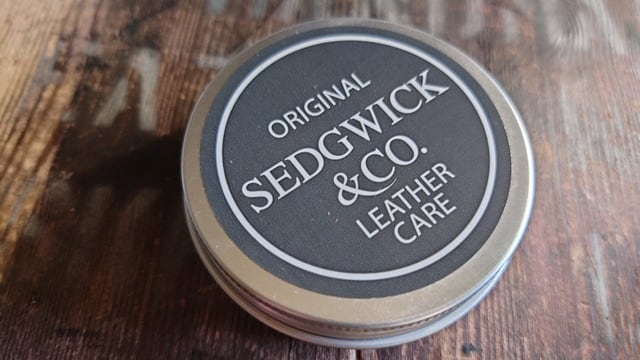 ORIGINAL
SEDGWICK
&CO.
LEATHER
CARE